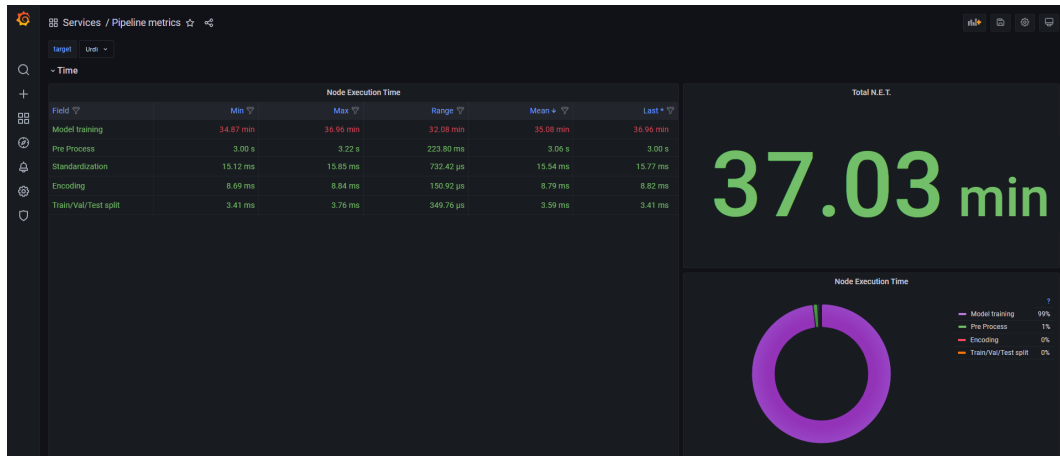 Services / Pipeline metrics
target Urdi
Time
Node Execution Time
Field Min Max Range Mean Last *
Model training 34.87 min 36.96 min 32.08 min 35.08 min 36.96 min
Pre Process 3.00 s 3.22 s 223.80 ms 3.06 s 3.00 s
Standardization 15.12 ms 15.85 ms 732.42 µs 15.54 ms 15.77 ms
Encoding 8.69 ms 8.84 ms 150.92 µs 8.79 ms 8.82 ms
Train/Val/Test split 3.41 ms 3.76 ms 349.76 µs 3.59 ms 3.41 ms
Total N.E.T.
37.03 min
Node Execution Time
?
Model training 99%
Pre Process 1%
Encoding 0%
Train/Val/Test split 0%